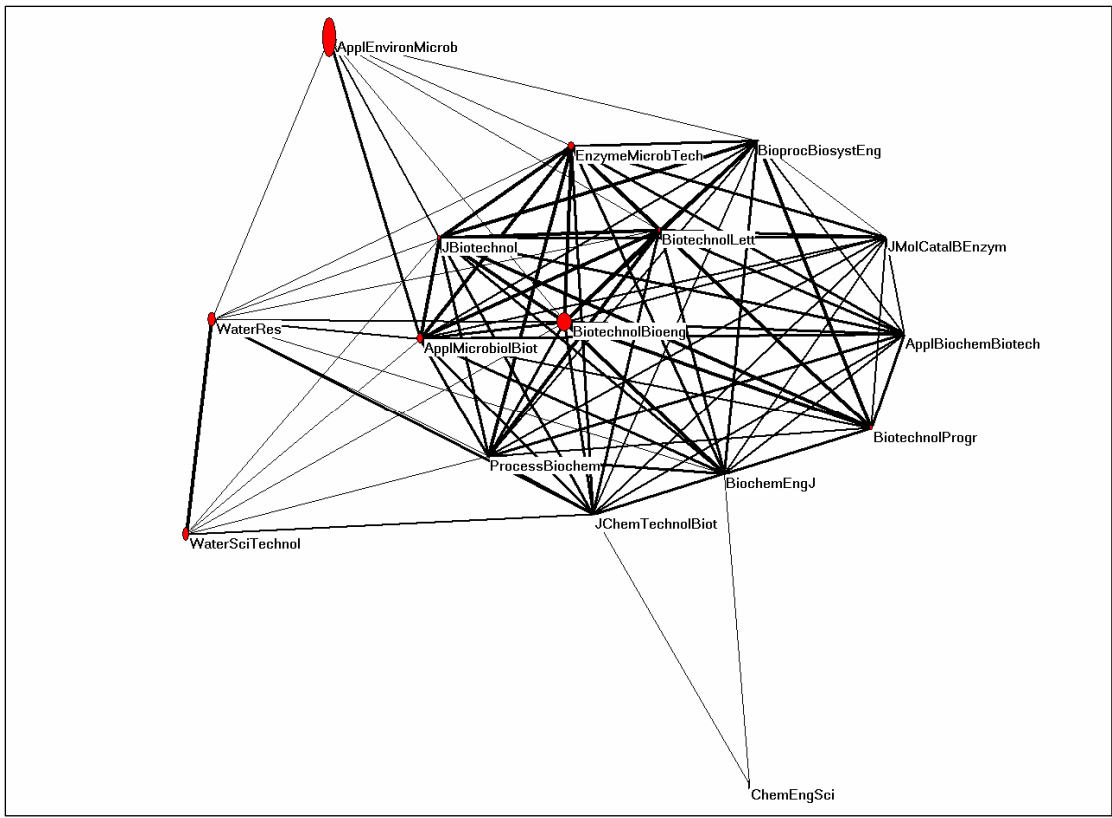 ApplEnvironMicrob
EnzymeMicrobTech
BioprocBiosystEng
JBiotechnol
BiotechnolLett
JMolCatalBEnzym
WaterRes
BiotechnolBioeng
ApplMicrobiolBiot
ApplBiochemBiotech
BiotechnolProgr
ProcessBiochem
BiochemEngJ
JChemTechnolBiot
WaterSciTechnol
ChemEngSci